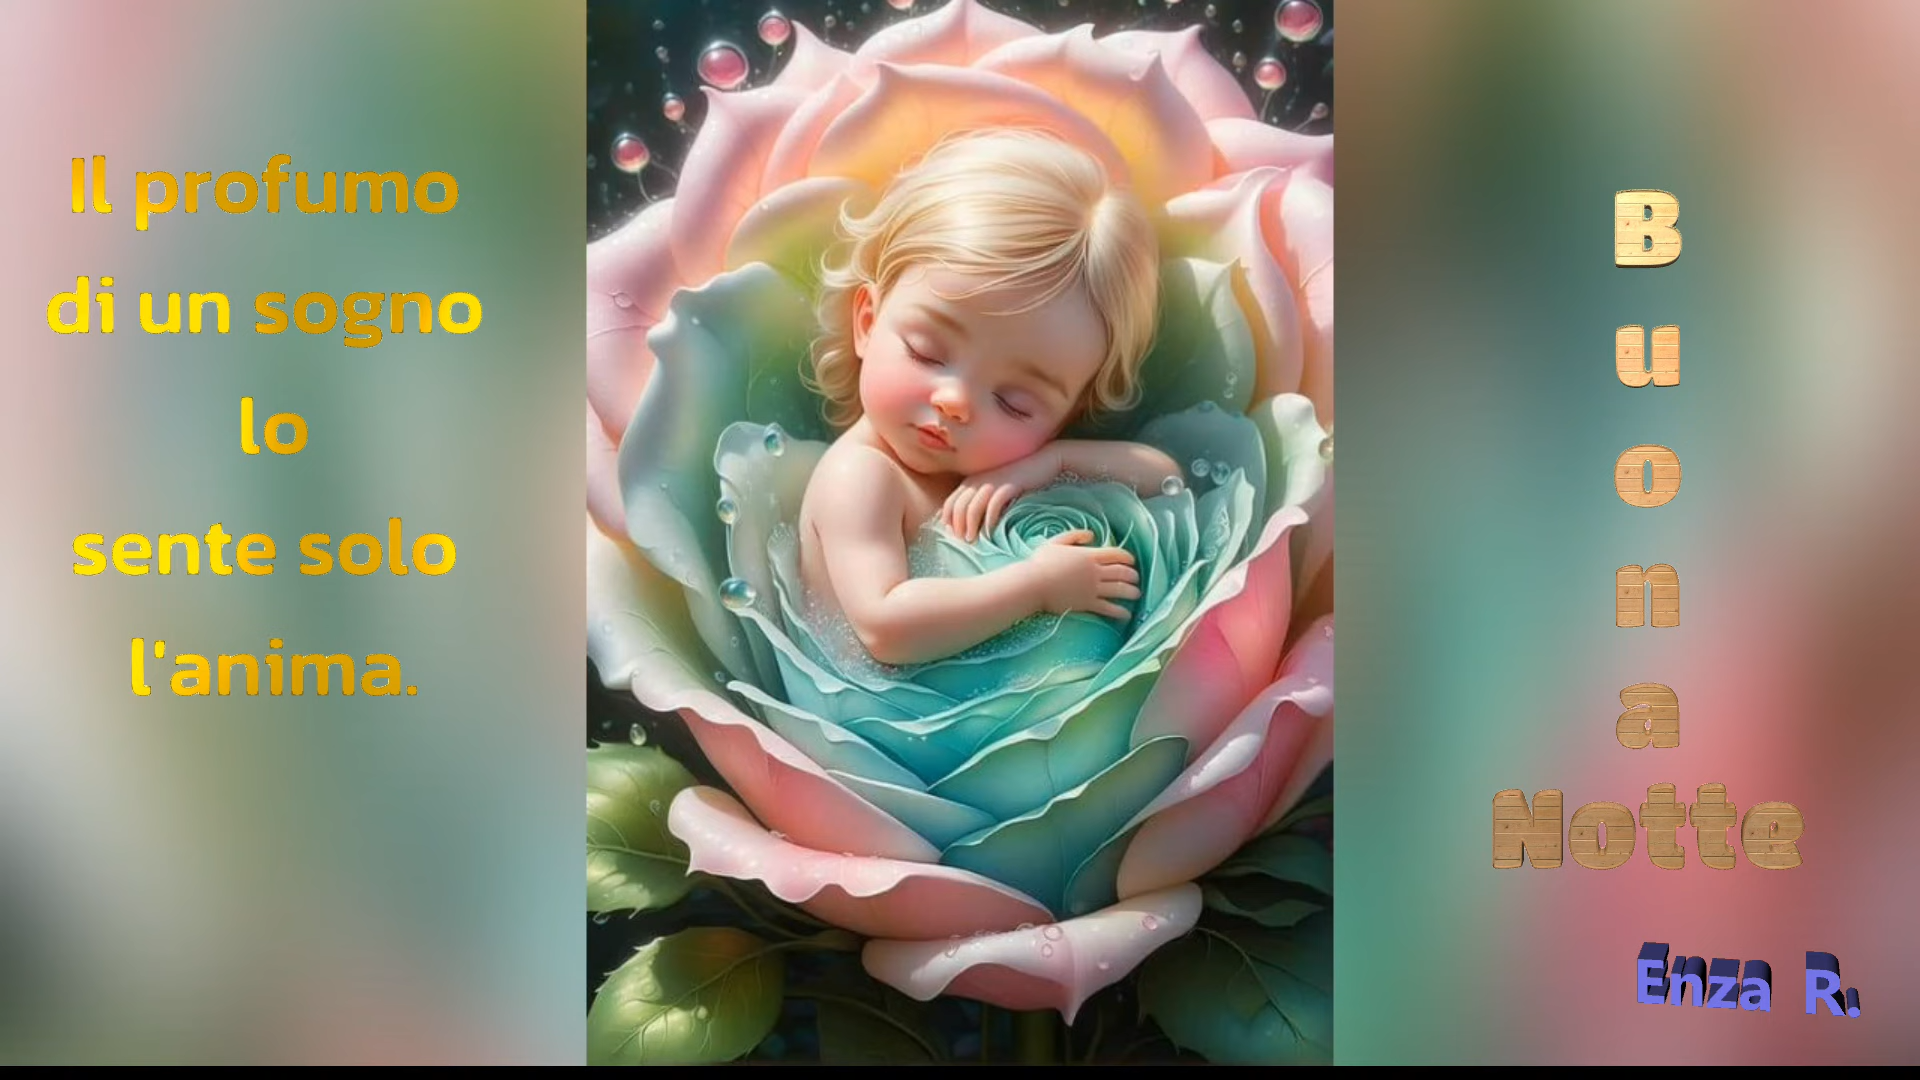 Il profumo
di un sogno
lo
sente solo
l'anima.
B
u
o
n
a
Notte
Enza R.